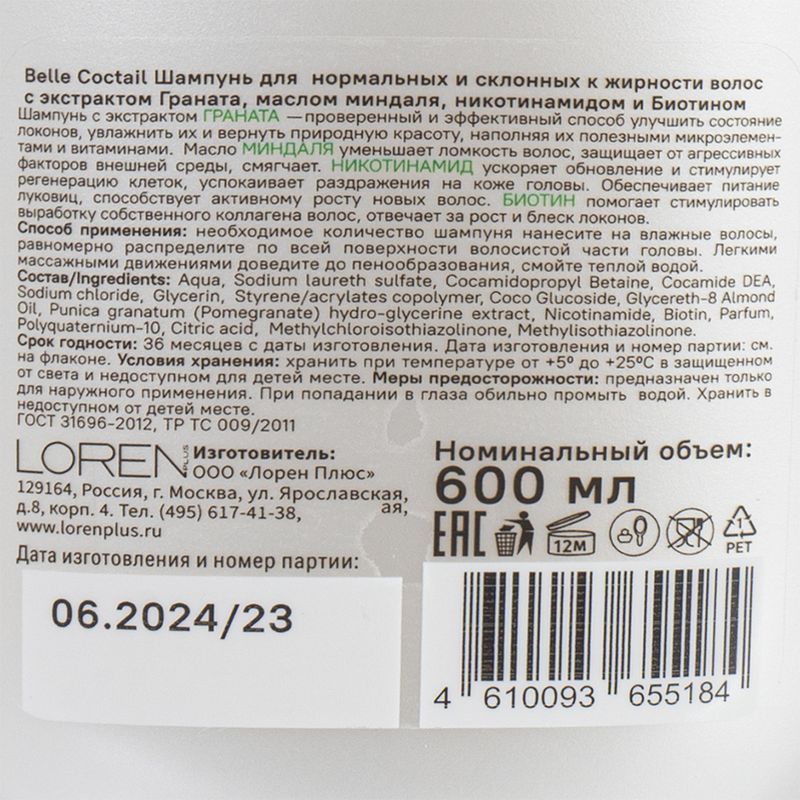 Belle Coctail Шампунь для нормальных и склонных к жирности волос
с экстрактом Граната, маслом миндаля, никотинамидом и Биотином
Шампунь с экстрактом ГРАНАТА — проверенный и эффективный способ улучшить состояние
локонов, увлажнить их и вернуть природную красоту, наполняя их полезными микроэлемен-
тами и витаминами. Масло МИНДАЛЯ уменьшает ломкость волос, защищает от агрессивных
факторов внешней среды, смягчает. НИКОТИНАМИД ускоряет обновление и стимулирует
регенерацию клеток, успокаивает раздражения на коже головы. Обеспечивает питание
луковиц, способствует активному росту новых волос. БИОТИН помогает стимулировать
выработку собственного коллагена волос, отвечает за рост и блеск локонов.
Способ применения: необходимое количество шампуня нанесите на влажные волосы,
равномерно распределите по всей поверхности волосистой части головы. Легкими
массажными движениями доведите до пенообразования, смойте теплой водой.
Состав/Ingredients: Aqua, Sodium laureth sulfate, Cocamidopropyl Betaine, Cocamide DEA,
Sodium chloride, Glycerin, Styrene/acrylates copolymer, Coco Glucoside, Glycereth-8 Almond
Oil, Punica granatum (Pomegranate) hydro-glycerine extract, Nicotinamide, Biotin, Parfum,
Polyquaternium-10, Citric acid, Methylchloroisothiazolinone, Methylisothiazolinone.
Срок годности: 36 месяцев с даты изготовления. Дата изготовления и номер партии: см.
на флаконе. Условия хранения: хранить при температуре от +5° до +25°С в защищенном
от света и недоступном для детей месте. Меры предосторожности: предназначен только
для наружного применения. При попадании в глаза обильно промыть водой. Хранить в
недоступном от детей месте.
ГОСТ 31696-2012, ТР ТС 009/2011
LOREN PLUS
Изготовитель:
ООО «Лорен Плюс»
129164, Россия, г. Москва, ул. Ярославская,
д.8, корп. 4. Тел. (495) 617-41-38, ая,
www.lorenplus.ru
Дата изготовления и номер партии:
06.2024/23
Номинальный объем:
600 мл
EAC
12M
1
PET
4 610093 655184